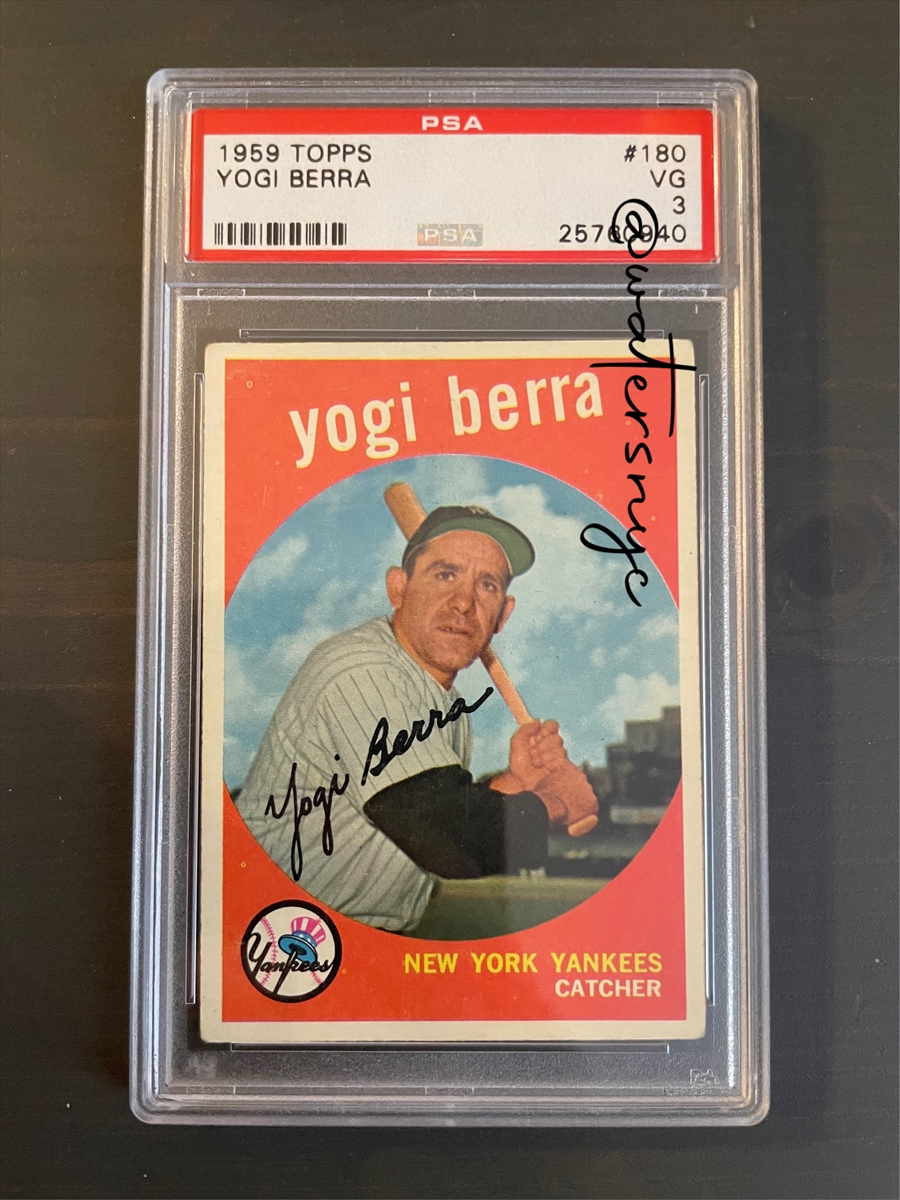 PSA
1959 TOPPS #180
YOGI BERRA VG
3
PSA 25760940
@watersnyc
yogi berra
Yogi Berra
Yankees
NEW YORK YANKEES
CATCHER